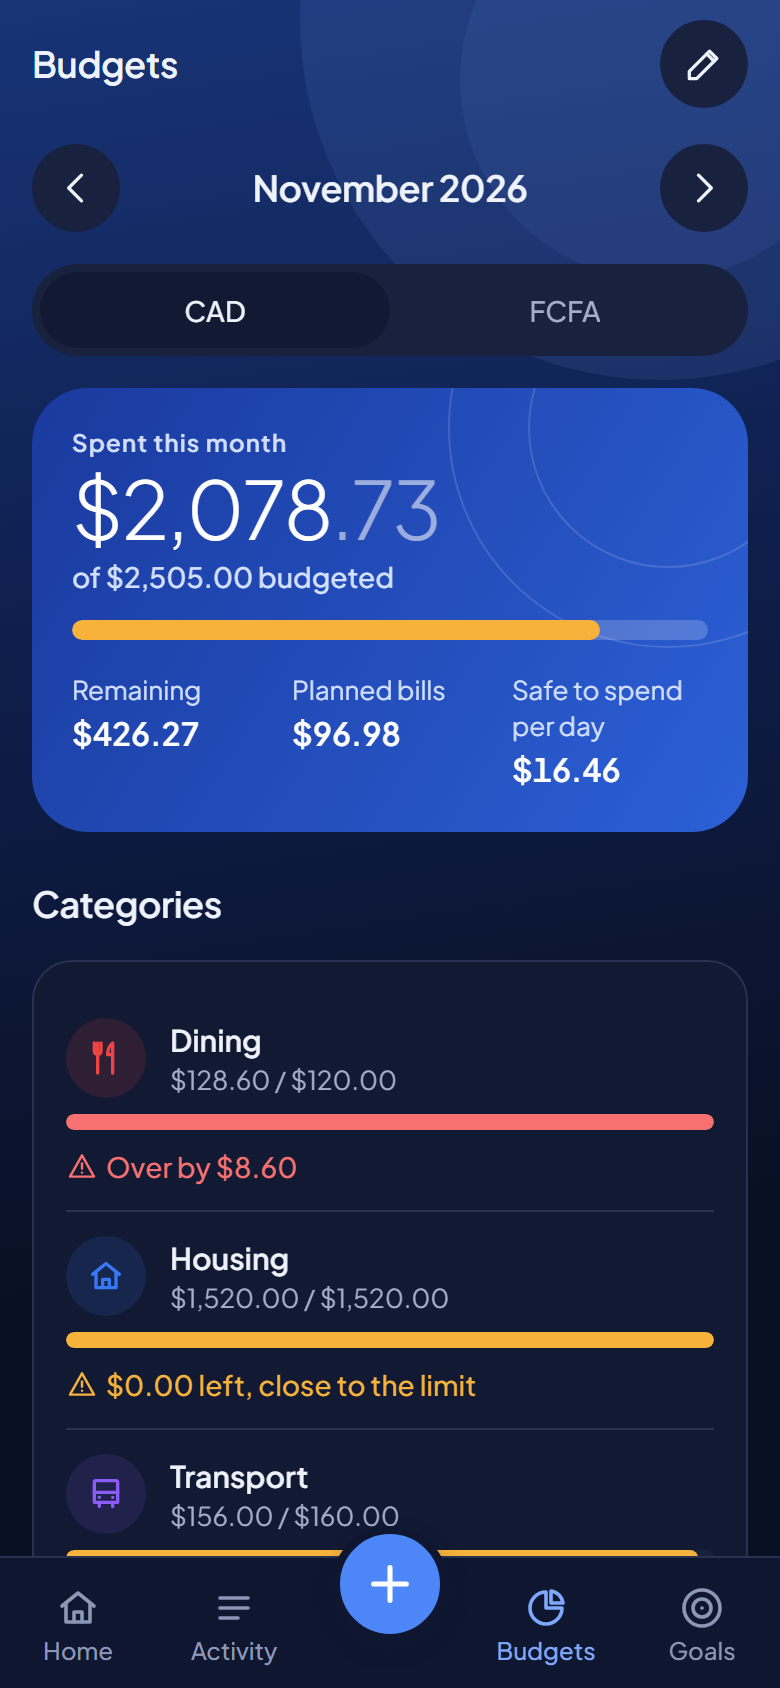 Budgets
November 2026
CAD
FCFA
Spent this month
$2,078.73
of $2,505.00 budgeted
Remaining
$426.27
Planned bills
$96.98
Safe to spend
per day
$16.46
Categories
Dining
$128.60 / $120.00
Over by $8.60
Housing
$1,520.00 / $1,520.00
$0.00 left, close to the limit
Transport
$156.00 / $160.00
Home
Activity
Budgets
Goals